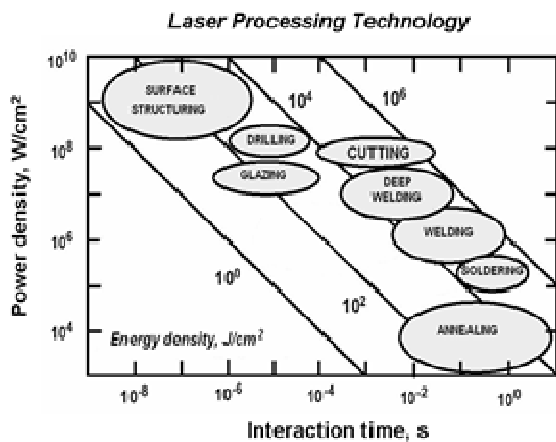 Laser Processing Technology
10¹⁰
10⁸
10⁶
10⁴
Power density, W/cm²
SURFACE
STRUCTURING
10⁴
10⁶
DRILLING
CUTTING
GLAZING
DEEP
WELDING
WELDING
SOLDERING
10⁰
10²
ANNEALING
Energy density, J/cm²
10⁻⁸
10⁻⁶
10⁻⁴
10⁻²
10⁰
Interaction time, s